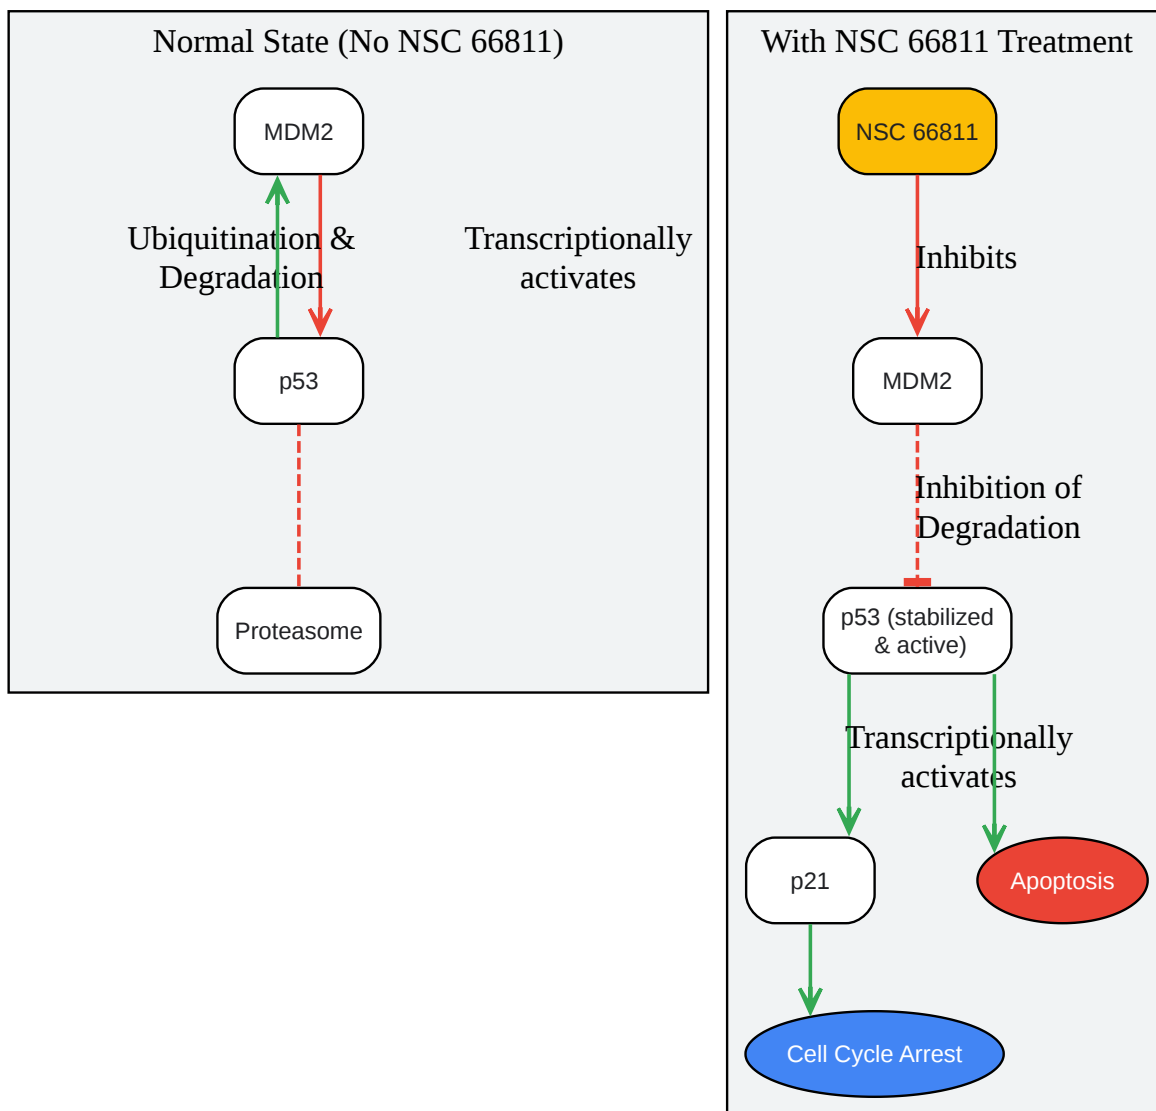 Normal State (No NSC 66811)
MDM2
Ubiquitination &
Degradation
Transcriptionally
activates
p53
Proteasome
With NSC 66811 Treatment
NSC 66811
Inhibits
MDM2
Inhibition of
Degradation
p53 (stabilized
& active)
Transcriptionally
activates
p21
Apoptosis
Cell Cycle Arrest